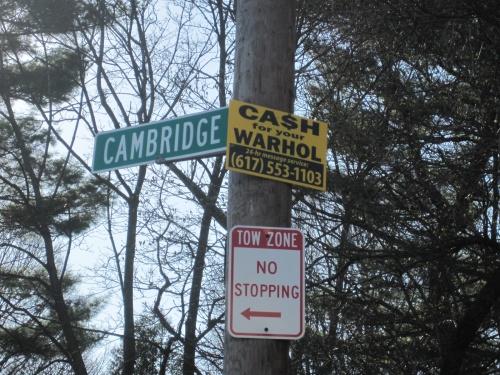 CAMBRIDGE
CA$H
for your
WARHOL
24-hr message service:
(617) 553-1103
TOW ZONE
NO
STOPPING